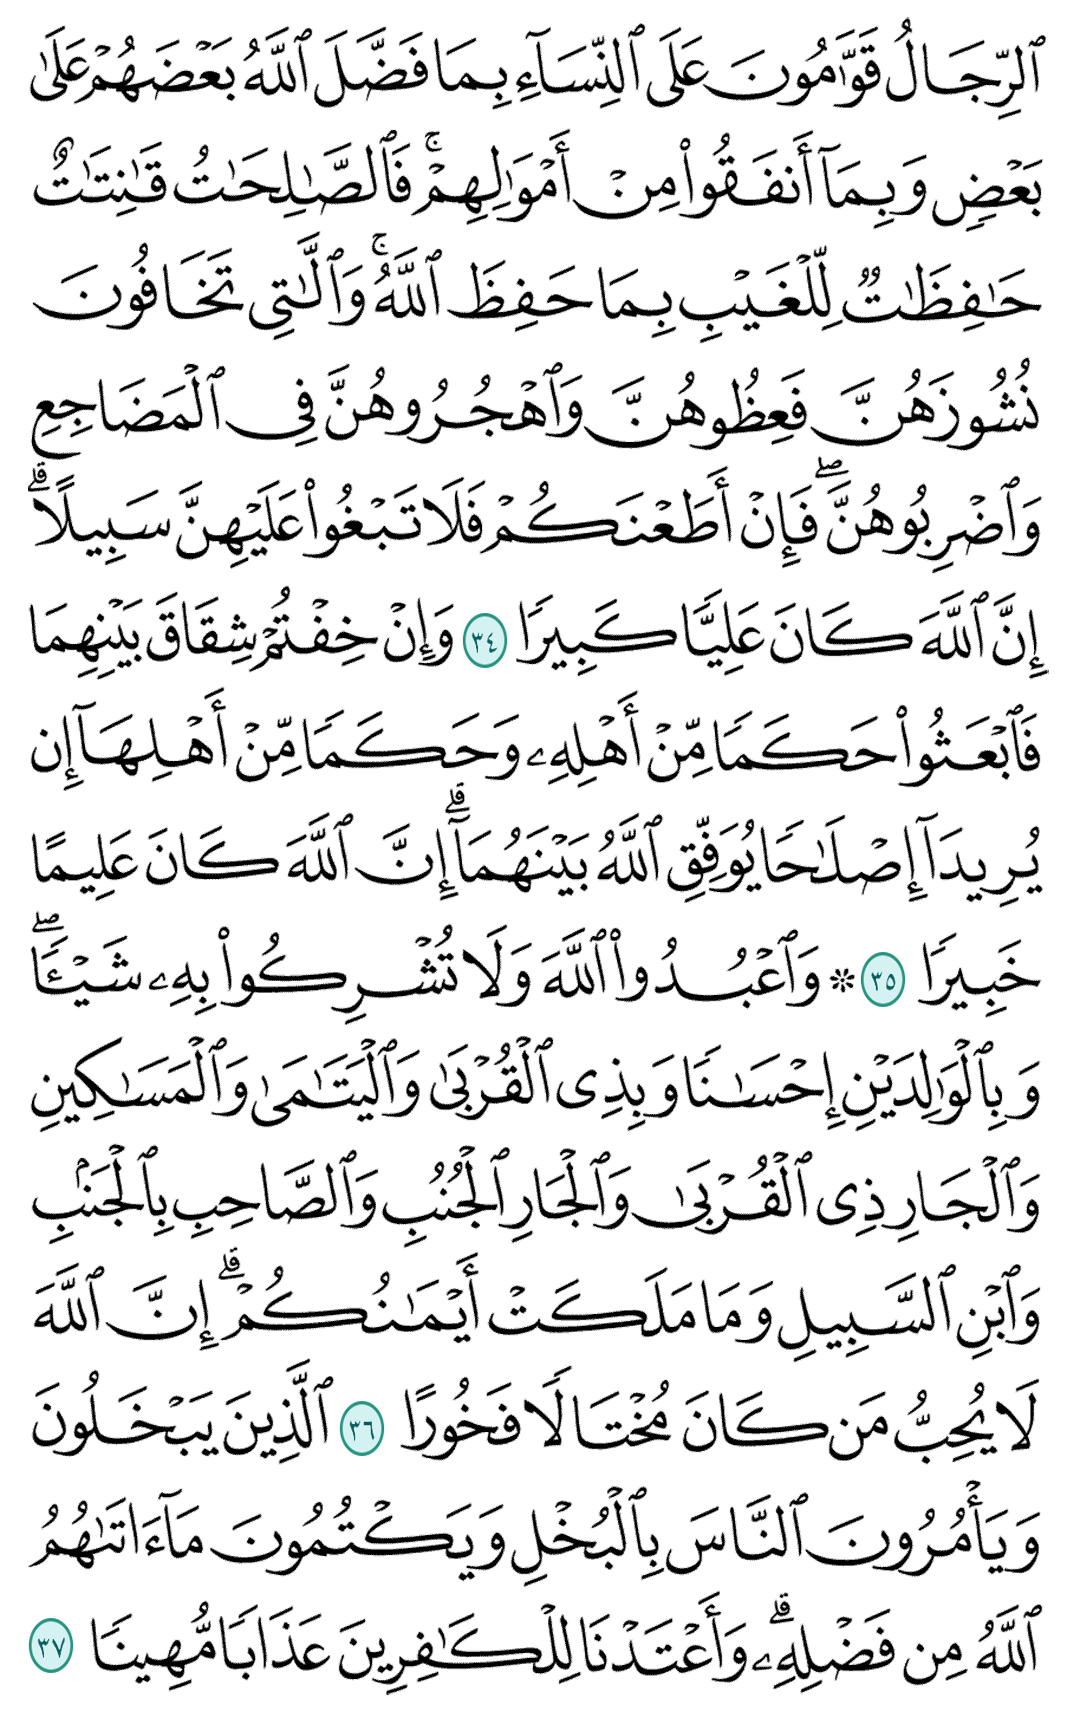 ٱلرِّجَالُ قَوَّٰمُونَ عَلَى ٱلنِّسَآءِ بِمَا فَضَّلَ ٱللَّهُ بَعْضَهُمْ عَلَىٰ
بَعْضٍ وَبِمَآ أَنفَقُوا۟ مِنْ أَمْوَٰلِهِمْ ۚ فَٱلصَّـٰلِحَـٰتُ قَـٰنِتَـٰتٌ
حَـٰفِظَـٰتٌ لِّلْغَيْبِ بِمَا حَفِظَ ٱللَّهُ ۚ وَٱلَّـٰتِى تَخَافُونَ
نُشُوزَهُنَّ فَعِظُوهُنَّ وَٱهْجُرُوهُنَّ فِى ٱلْمَضَاجِعِ
وَٱضْرِبُوهُنَّ ۖ فَإِنْ أَطَعْنَكُمْ فَلَا تَبْغُوا۟ عَلَيْهِنَّ سَبِيلًا ۗ
إِنَّ ٱللَّهَ كَانَ عَلِيًّا كَبِيرًا ٣٤ وَإِنْ خِفْتُمْ شِقَاقَ بَيْنِهِمَا
فَٱبْعَثُوا۟ حَكَمًا مِّنْ أَهْلِهِۦ وَحَكَمًا مِّنْ أَهْلِهَآ إِن
يُرِيدَآ إِصْلَـٰحًا يُوَفِّقِ ٱللَّهُ بَيْنَهُمَآ ۗ إِنَّ ٱللَّهَ كَانَ عَلِيمًا
خَبِيرًا ٣٥ ۞ وَٱعْبُدُوا۟ ٱللَّهَ وَلَا تُشْرِكُوا۟ بِهِۦ شَيْـًٔا ۖ
وَبِٱلْوَٰلِدَيْنِ إِحْسَـٰنًا وَبِذِى ٱلْقُرْبَىٰ وَٱلْيَتَـٰمَىٰ وَٱلْمَسَـٰكِينِ
وَٱلْجَارِ ذِى ٱلْقُرْبَىٰ وَٱلْجَارِ ٱلْجُنُبِ وَٱلصَّاحِبِ بِٱلْجَنۢبِ
وَٱبْنِ ٱلسَّبِيلِ وَمَا مَلَكَتْ أَيْمَـٰنُكُمْ ۗ إِنَّ ٱللَّهَ
لَا يُحِبُّ مَن كَانَ مُخْتَالًا فَخُورًا ٣٦ ٱلَّذِينَ يَبْخَلُونَ
وَيَأْمُرُونَ ٱلنَّاسَ بِٱلْبُخْلِ وَيَكْتُمُونَ مَآ ءَاتَىٰهُمُ
ٱللَّهُ مِن فَضْلِهِۦ ۗ وَأَعْتَدْنَا لِلْكَـٰفِرِينَ عَذَابًا مُّهِينًا ٣٧